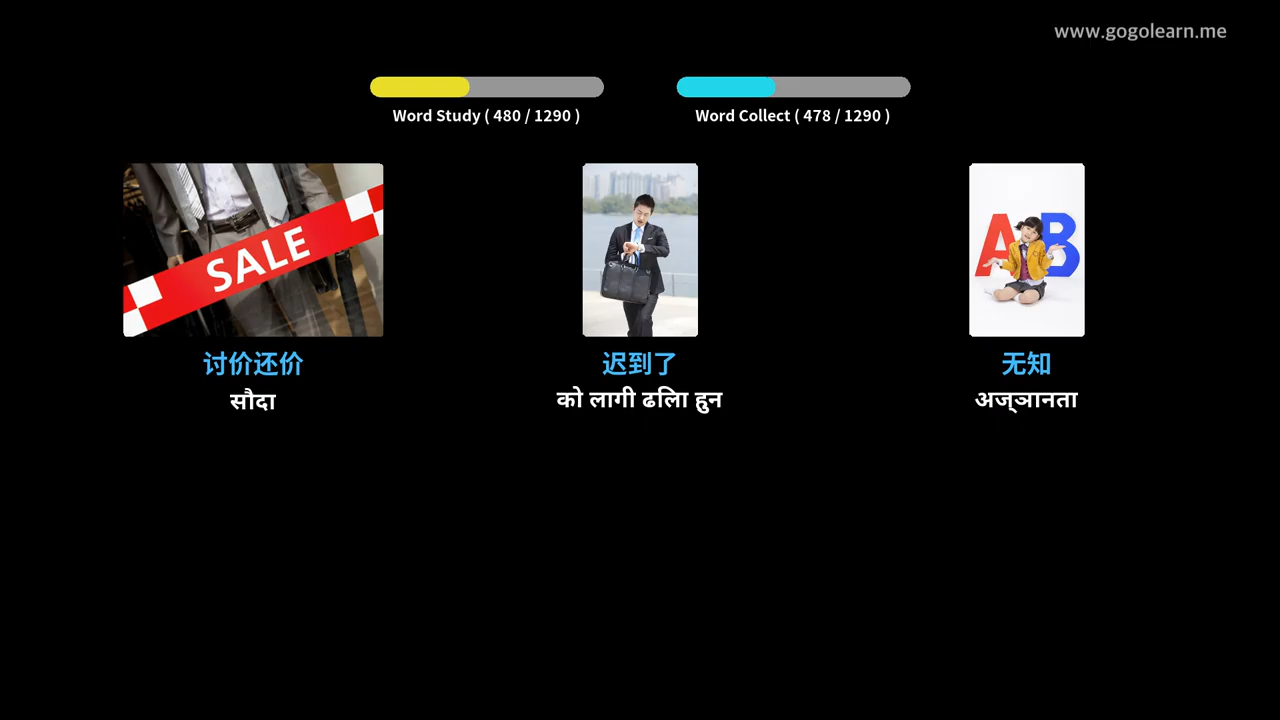 www.gogolearn.me
Word Study ( 480 / 1290 )
Word Collect ( 478 / 1290 )
SALE
A B
讨价还价
迟到了
无知
सौदा
को लागी ढिला हुन
अज्ञानता